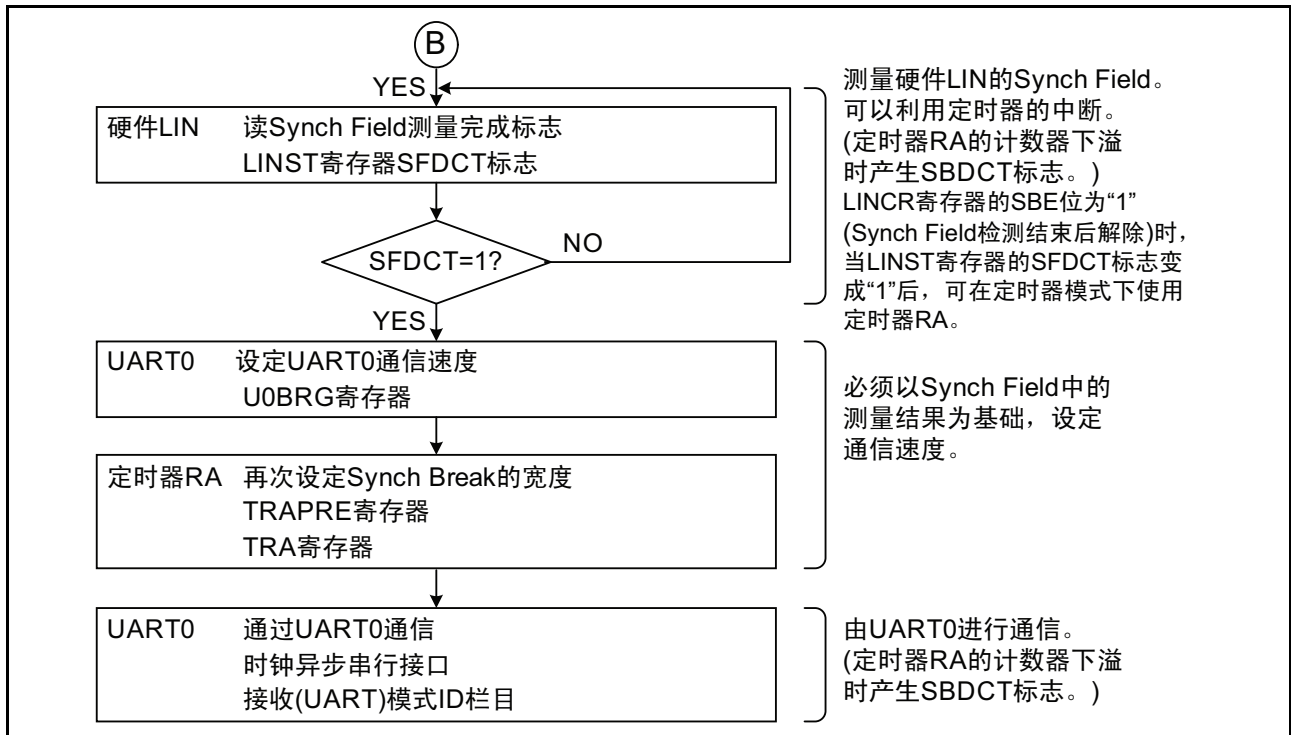 B
YES
硬件LIN 读Synch Field测量完成标志
LINST寄存器SFDCT标志
SFDCT=1?
NO
YES
测量硬件LIN的Synch Field。
可以利用定时器的中断。
(定时器RA的计数器下溢
时产生SBDCT标志。)
LINCR寄存器的SBE位为“1”
(Synch Field检测结束后解除)时，
当LINST寄存器的SFDCT标志变
成“1”后，可在定时器模式下使用
定时器RA。
UART0 设定UART0通信速度
U0BRG寄存器
定时器RA 再次设定Synch Break的宽度
TRAPRE寄存器
TRA寄存器
必须以Synch Field中的
测量结果为基础，设定
通信速度。
UART0 通过UART0通信
时钟异步串行接口
接收(UART)模式ID栏目
由UART0进行通信。
(定时器RA的计数器下溢
时产生SBDCT标志。)